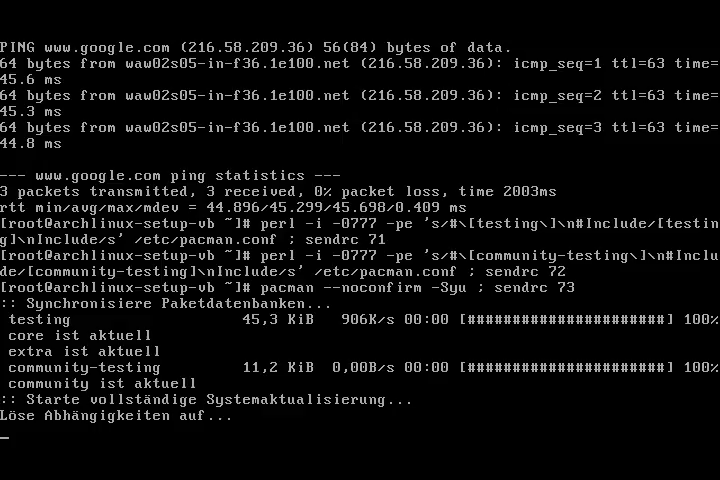 PING www.google.com (216.58.209.36) 56(84) bytes of data.
64 bytes from waw02s05-in-f36.1e100.net (216.58.209.36): icmp_seq=1 ttl=63 time=
45.6 ms
64 bytes from waw02s05-in-f36.1e100.net (216.58.209.36): icmp_seq=2 ttl=63 time=
45.3 ms
64 bytes from waw02s05-in-f36.1e100.net (216.58.209.36): icmp_seq=3 ttl=63 time=
44.8 ms
--- www.google.com ping statistics ---
3 packets transmitted, 3 received, 0% packet loss, time 2003ms
rtt min/avg/max/mdev = 44.896/45.299/45.698/0.409 ms
[root@archlinux-setup-vb ~]# perl -i -0777 -pe 's/#\[testing\]\n#Include/[testin
g]\nInclude/s' /etc/pacman.conf ; sendrc 71
[root@archlinux-setup-vb ~]# perl -i -0777 -pe 's/#\[community-testing\]\n#Inclu
de/[community-testing]\nInclude/s' /etc/pacman.conf ; sendrc 72
[root@archlinux-setup-vb ~]# pacman --noconfirm -Syu ; sendrc 73
:: Synchronisiere Paketdatenbanken...
testing 45,3 KiB 906K/s 00:00 [######################] 100%
core ist aktuell
extra ist aktuell
community-testing 11,2 KiB 0,00B/s 00:00 [######################] 100%
community ist aktuell
:: Starte vollständige Systemaktualisierung...
Löse Abhängigkeiten auf...
_